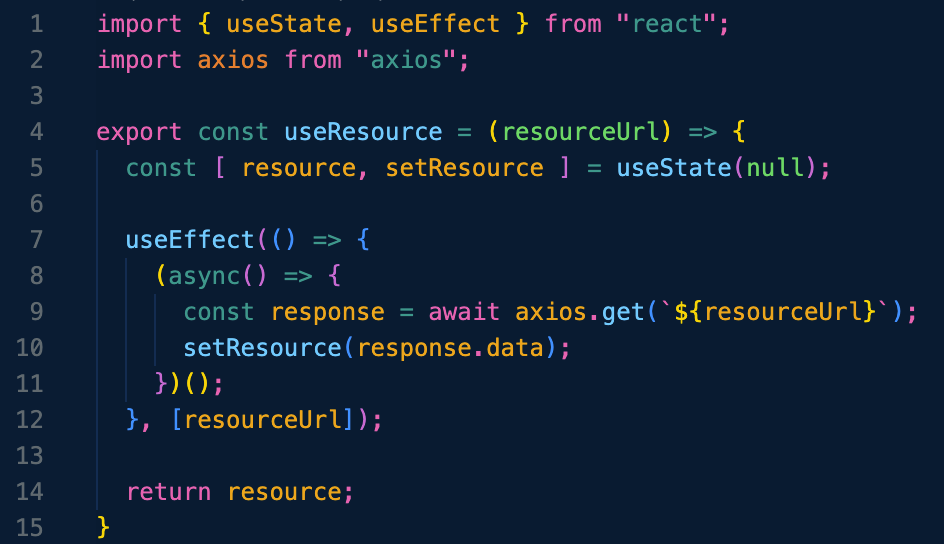 1 import { useState, useEffect } from "react";
2 import axios from "axios";
3
4 export const useResource = (resourceUrl) => {
5   const [ resource, setResource ] = useState(null);
6
7   useEffect(() => {
8     (async() => {
9       const response = await axios.get(`${resourceUrl}`);
10       setResource(response.data);
11     })();
12   }, [resourceUrl]);
13
14   return resource;
15 }